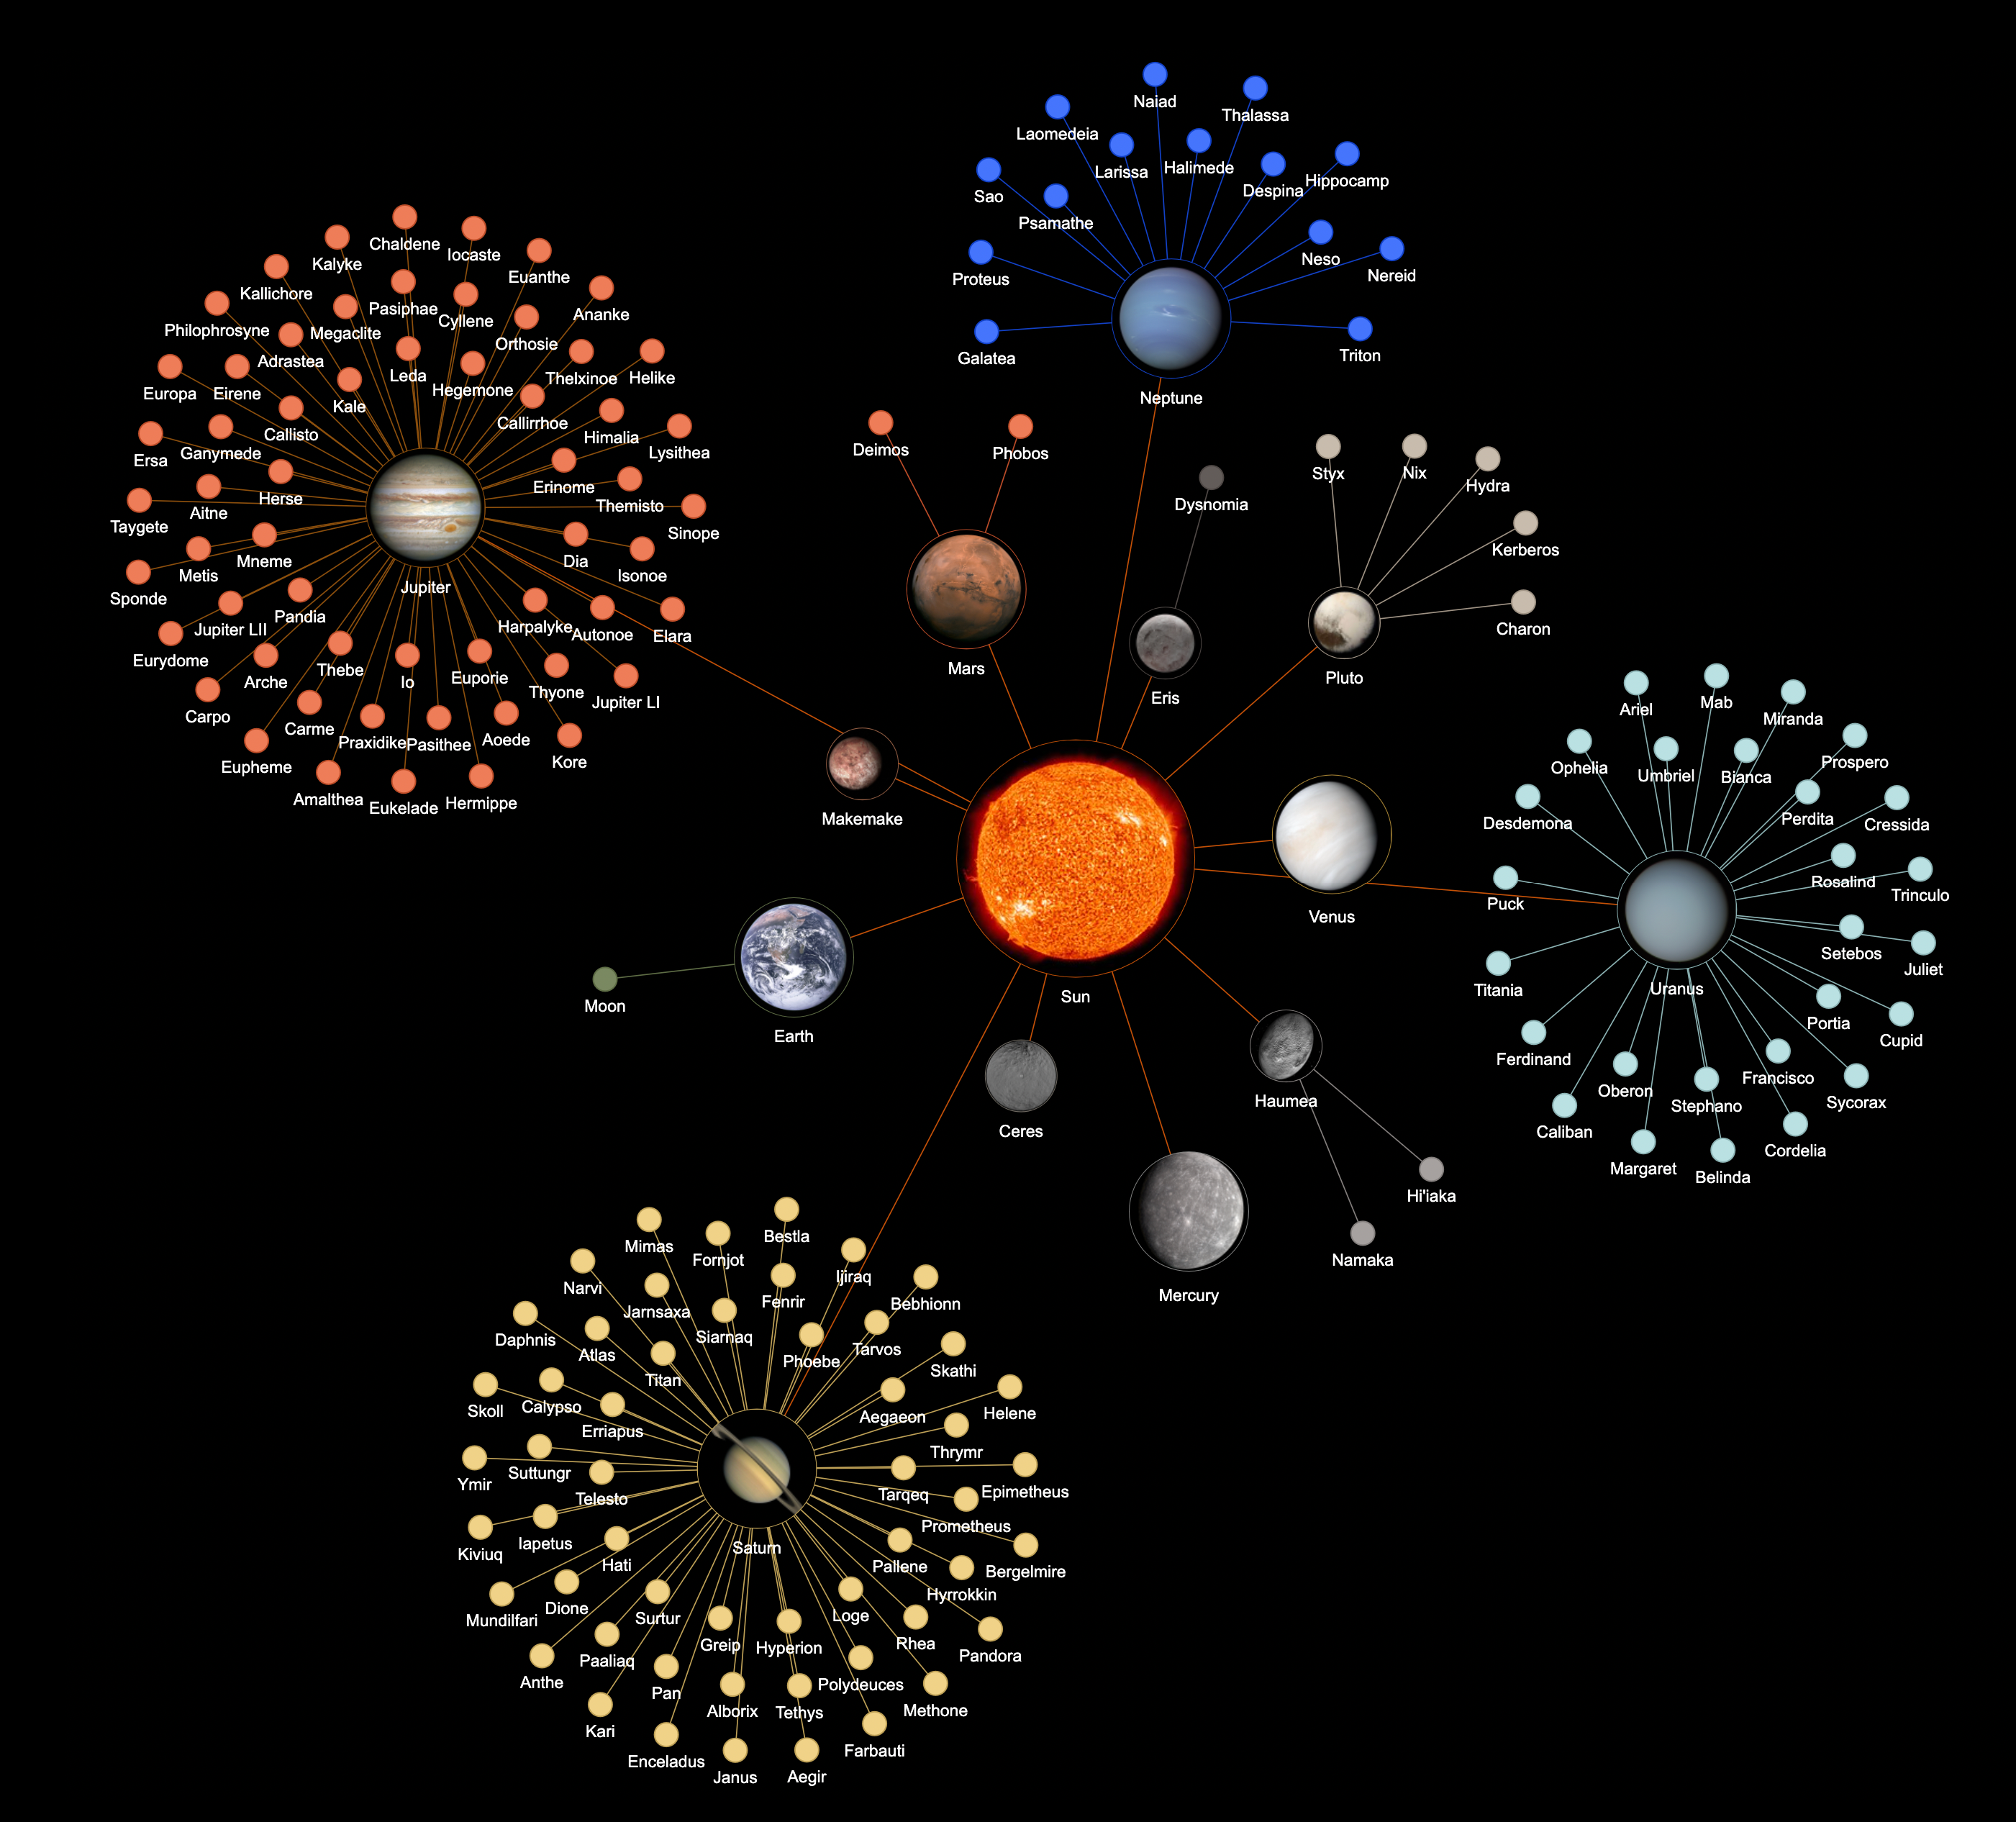 Naiad
Thalassa
Laomedeia
Larissa
Halimede
Despina
Hippocamp
Sao
Psamathe
Neso
Nereid
Proteus
Galatea
Triton
Neptune
Chaldene
Iocaste
Kalyke
Euanthe
Kallichore
Pasiphae
Cyllene
Ananke
Philophrosyne
Megaclite
Orthosie
Adrastea
Leda
Hegemone
Thelxinoe
Helike
Europa
Eirene
Kale
Callirrhoe
Callisto
Himalia
Lysithea
Ersa
Ganymede
Herse
Erinome
Themisto
Aitne
Taygete
Sinope
Mneme
Dia
Isonoe
Metis
Sponde
Jupiter
Pandia
Jupiter LII
Harpalyke
Autonoe
Elara
Eurydome
Arche
Thebe
Io
Euporie
Thyone
Jupiter LI
Carpo
Carme
Praxidike
Pasithee
Aoede
Kore
Eupheme
Amalthea
Eukelade
Hermippe
Deimos
Phobos
Mars
Dysnomia
Eris
Styx
Nix
Hydra
Kerberos
Charon
Pluto
Makemake
Venus
Sun
Earth
Moon
Ceres
Haumea
Hi'iaka
Namaka
Mercury
Ariel
Mab
Miranda
Ophelia
Umbriel
Bianca
Prospero
Desdemona
Perdita
Cressida
Rosalind
Trinculo
Puck
Setebos
Juliet
Titania
Uranus
Portia
Cupid
Ferdinand
Oberon
Stephano
Francisco
Sycorax
Caliban
Margaret
Belinda
Cordelia
Mimas
Fornjot
Bestla
Ijiraq
Narvi
Jarnsaxa
Fenrir
Bebhionn
Daphnis
Atlas
Siarnaq
Phoebe
Tarvos
Skathi
Titan
Skoll
Calypso
Erriapus
Aegaeon
Helene
Thrymr
Ymir
Suttungr
Telesto
Tarqeq
Epimetheus
Prometheus
Kiviuq
Iapetus
Hati
Saturn
Pallene
Hyrrokkin
Bergelmire
Mundilfari
Dione
Surtur
Greip
Hyperion
Loge
Rhea
Pandora
Anthe
Paaliaq
Pan
Alborix
Tethys
Polydeuces
Methone
Kari
Enceladus
Janus
Aegir
Farbauti